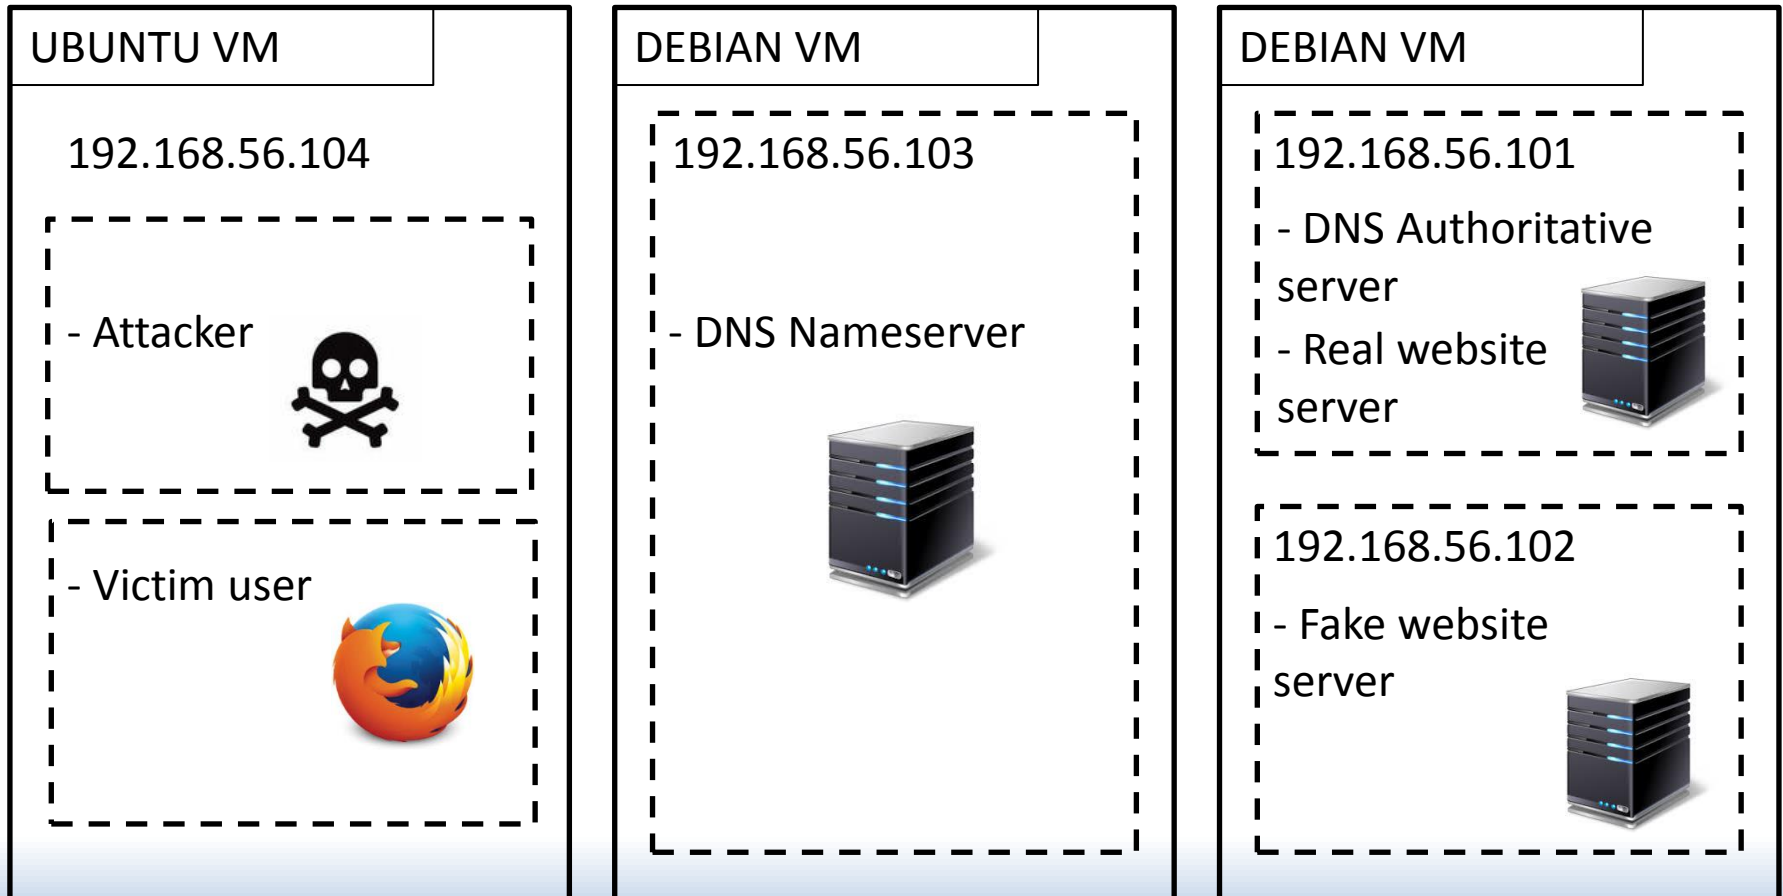 UBUNTU VM
192.168.56.104
- Attacker
- Victim user
DEBIAN VM
192.168.56.103
- DNS Nameserver
DEBIAN VM
192.168.56.101
- DNS Authoritative
server
- Real website
server
192.168.56.102
- Fake website
server